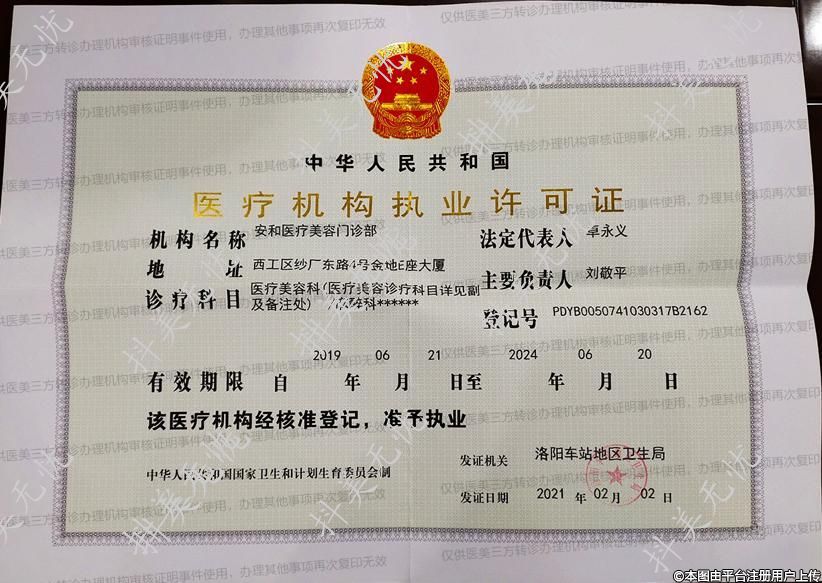 中华人民共和国
医疗机构执业许可证
机构名称 安和医疗美容门诊部
法定代表人 卓永义
地 址 西工区纱厂东路4号金地E座大厦
主要负责人 刘敬平
诊疗科目 医疗美容科(医疗美容诊疗科目详见副
及备注处) /麻醉科******
登记号 PDYB0050741030317B2162
有效期限 自 2019 年 06 月 21 日至 2024 年 06 月 20 日
该医疗机构经核准登记，准予执业
中华人民共和国国家卫生和计划生育委员会制
发证机关 洛阳车站地区卫生局
发证日期 2021 年 02 月 02 日
仅供医美三方转诊办理机构审核证明事件使用，办理其他事项再次复印无效
抖美无忧
©本图由平台注册用户上传